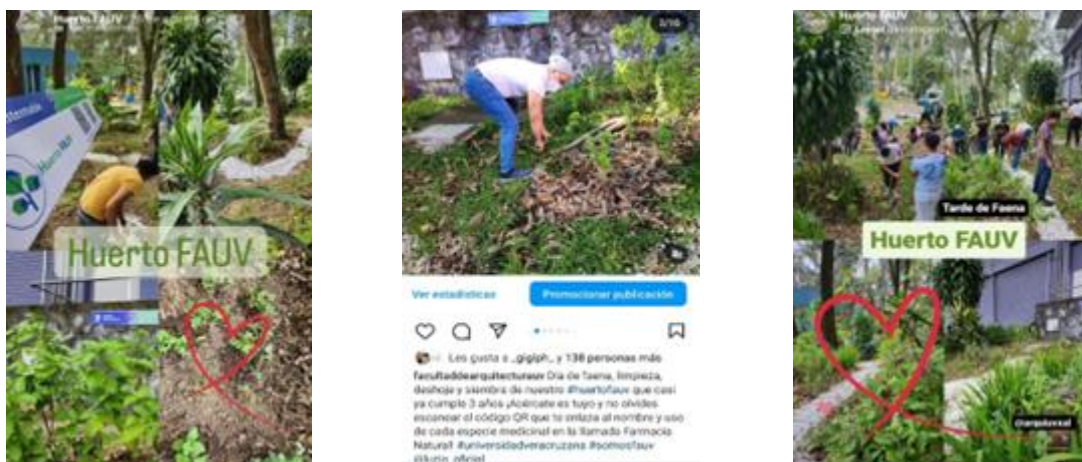 Huerto FAUV
Huerto FAUV
Huerto FAUV
3/10
Ver estadísticas
Promocionar publicación
Les gusta a _gigiph_ y 138 personas más
facultaddearquitecturauv Día de faena, limpieza,
deshoje y siembra de nuestro #huertofauv que casi
ya cumple 3 años ¡Acércate es tuyo y no olvides
escanear el código QR que te enlaza al nombre y uso
de cada especie medicinal en la llamada Farmacia
Natural! #universidadveracruzana #somosfauv
Huerto FAUV
Tarde de Faena
Huerto FAUV